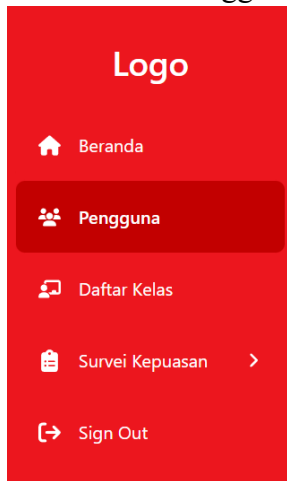 Logo
Beranda
Pengguna
Daftar Kelas
Survei Kepuasan
Sign Out